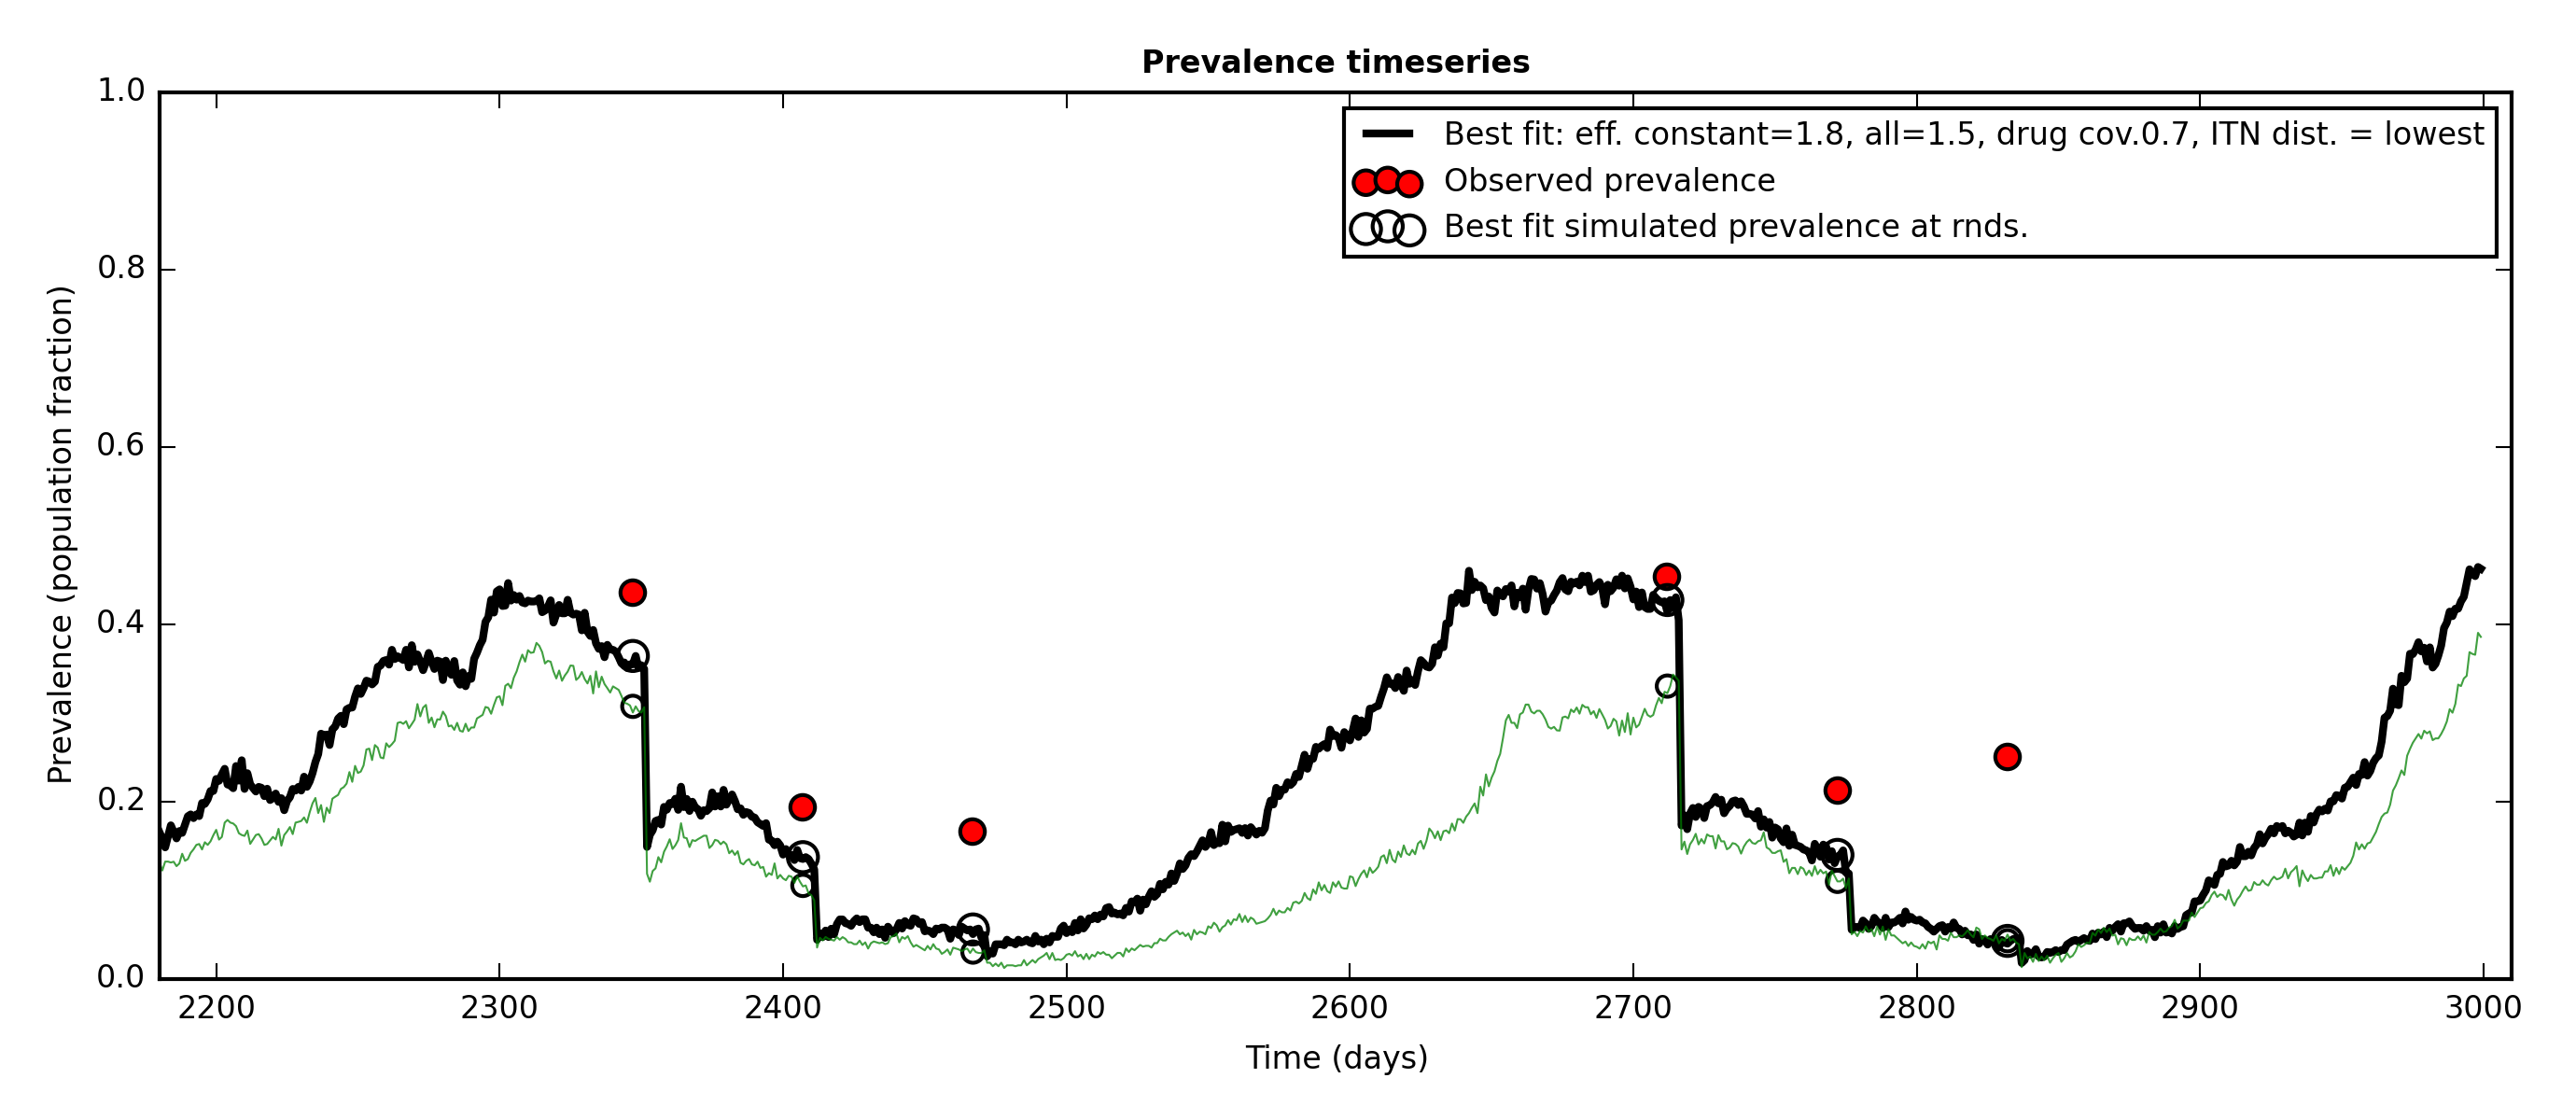 Prevalence timeseries
1.0
0.8
0.6
0.4
0.2
0.0
Prevalence (population fraction)
Best fit: eff. constant=1.8, all=1.5, drug cov.0.7, ITN dist. = lowest
Observed prevalence
Best fit simulated prevalence at rnds.
2200 2300 2400 2500 2600 2700 2800 2900 3000
Time (days)